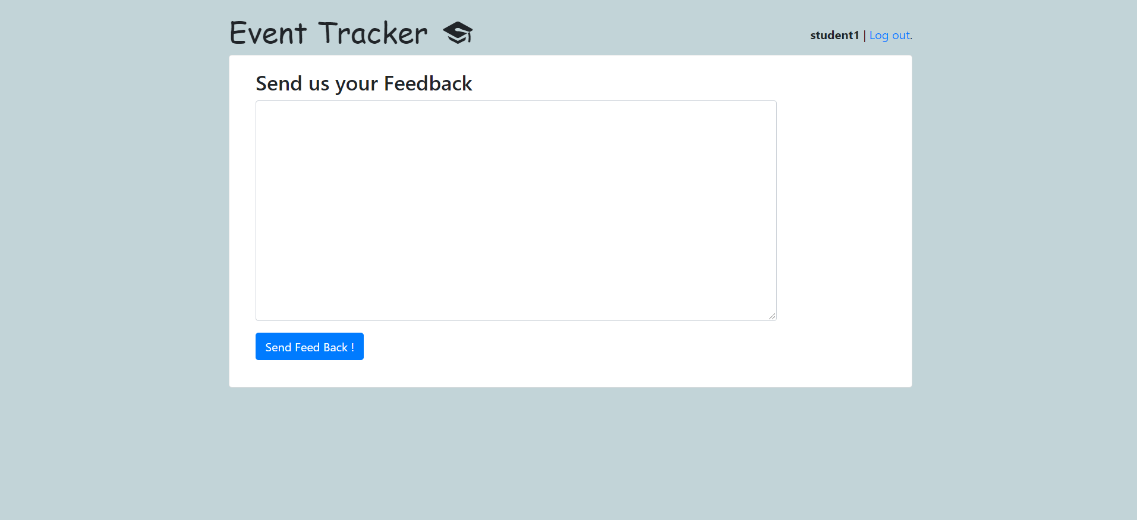 Event Tracker
student1 | Log out.
Send us your Feedback
Send Feed Back !